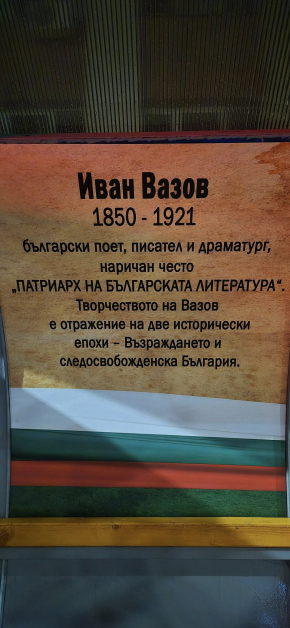 Иван Вазов
1850 - 1921
български поет, писател и драматург,
наричан често
„ПАТРИАРХ НА БЪЛГАРСКАТА ЛИТЕРАТУРА“.
Творчеството на Вазов
е отражение на две исторически
епохи – Възраждането и
следосвобожденска България.